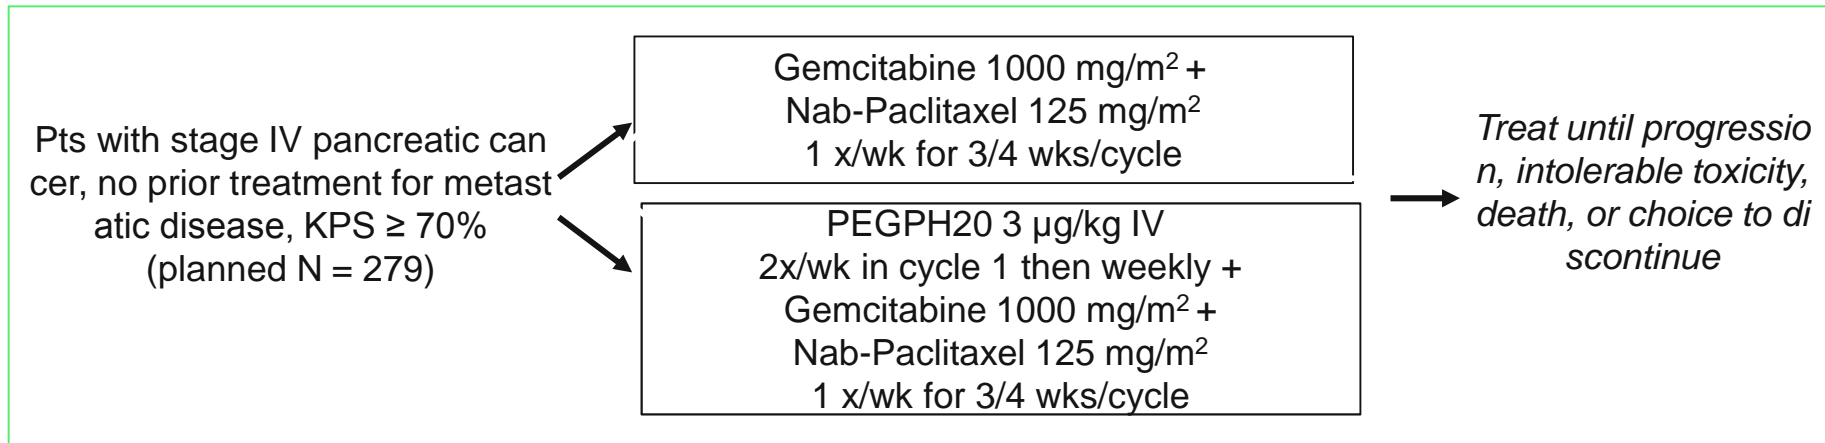 Pts with stage IV pancreatic can
cer, no prior treatment for metast
atic disease, KPS ≥ 70%
(planned N = 279)
Gemcitabine 1000 mg/m² +
Nab-Paclitaxel 125 mg/m²
1 x/wk for 3/4 wks/cycle
PEGPH20 3 µg/kg IV
2x/wk in cycle 1 then weekly +
Gemcitabine 1000 mg/m² +
Nab-Paclitaxel 125 mg/m²
1 x/wk for 3/4 wks/cycle
Treat until progressio
n, intolerable toxicity,
death, or choice to di
scontinue